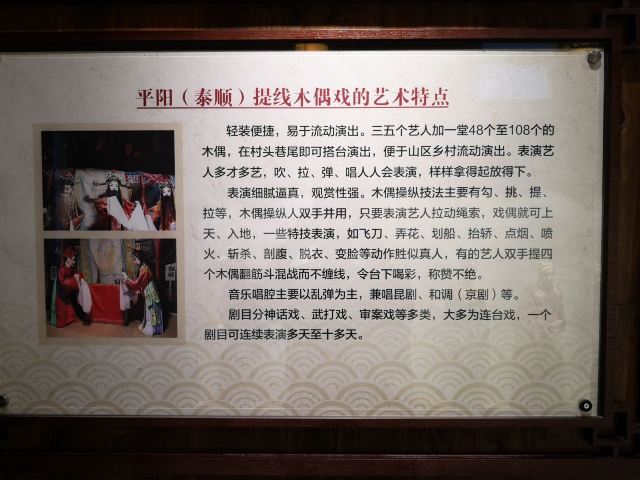 平阳（泰顺）提线木偶戏的艺术特点
轻装便捷，易于流动演出。三五个艺人加一堂48个至108个的
木偶，在村头巷尾即可搭台演出，便于山区乡村流动演出。表演艺
人多才多艺，吹、拉、弹、唱人人会表演，样样拿得起放得下。
表演细腻逼真，观赏性强。木偶操纵技法主要有勾、挑、提、
拉等，木偶操纵人双手并用，只要表演艺人拉动绳索，戏偶就可上
天、入地，一些特技表演，如飞刀、弄花、划船、抬轿、点烟、喷
火、斩杀、剖腹、脱衣、变脸等动作胜似真人，有的艺人双手提四
个木偶翻筋斗混战而不缠线，令台下喝彩，称赞不绝。
音乐唱腔主要以乱弹为主，兼唱昆剧、和调（京剧）等。
剧目分神话戏、武打戏、审案戏等多类，大多为连台戏，一个
剧目可连续表演多天至十多天。